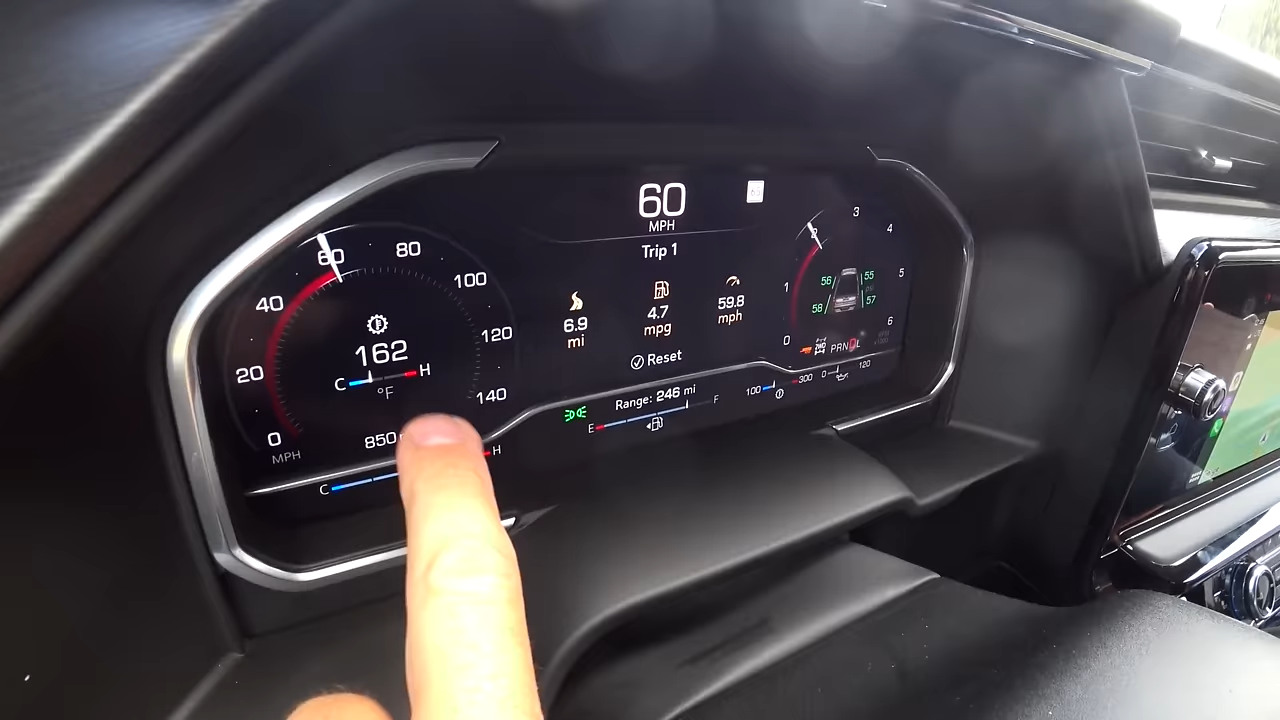 60
MPH
Trip 1
6.9
mi
4.7
mpg
59.8
mph
Reset
0
20
40
60
80
100
120
140
MPH
162
C H
°F
850
C H
Range: 246 mi
E F
0
1
2
3
4
5
6
56 55
58 57
2WD
PRNDL
100 300
0 120